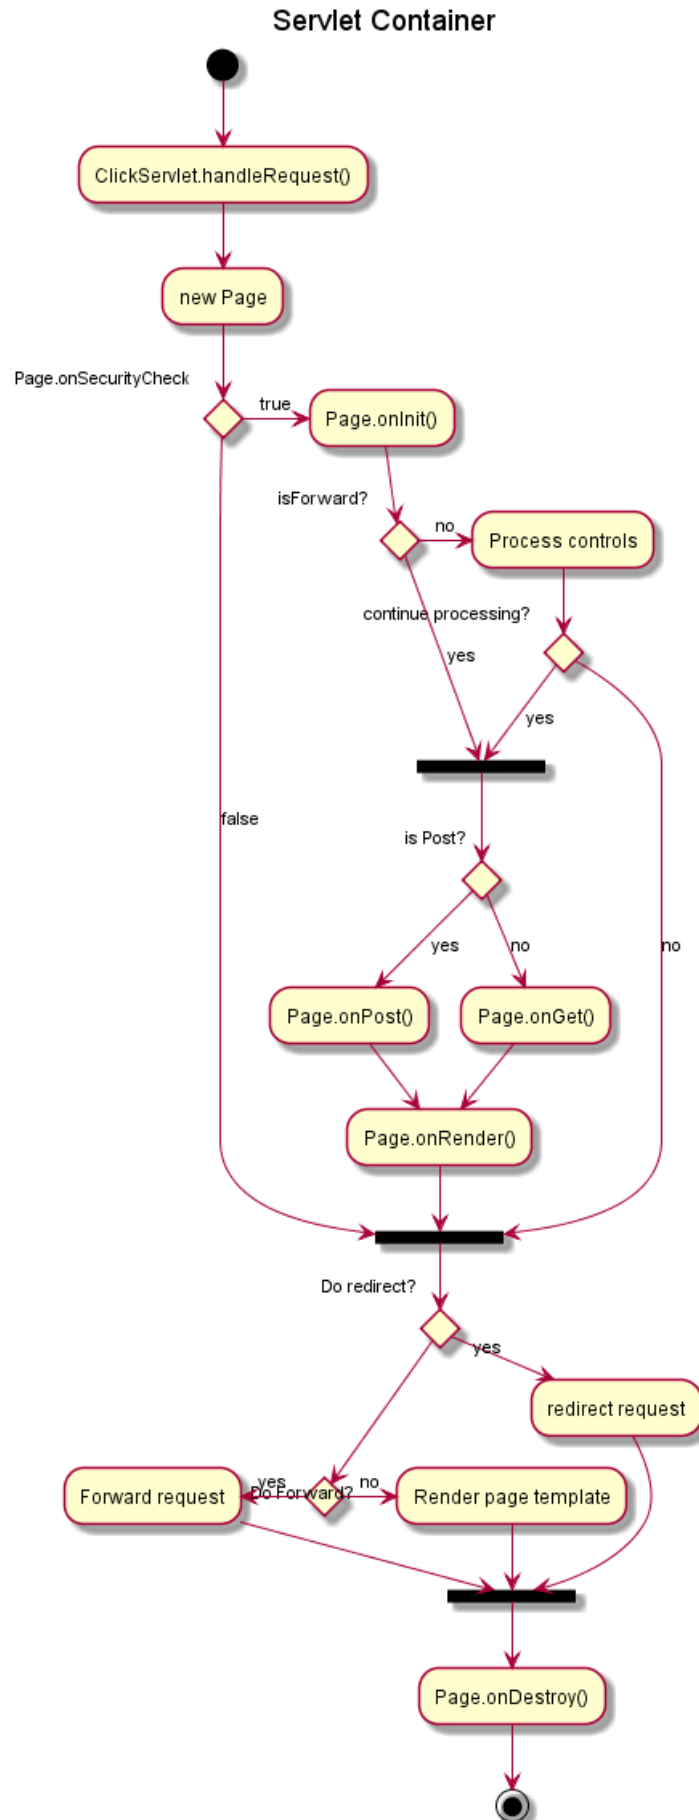 Servlet Container
ClickServlet.handleRequest()
new Page
Page.onSecurityCheck
true
Page.onInit()
isForward?
no
Process controls
continue processing?
yes
yes
false
is Post?
yes
no
no
Page.onPost()
Page.onGet()
Page.onRender()
Do redirect?
yes
redirect request
Forward request
yes
Do Forward?
no
Render page template
Page.onDestroy()